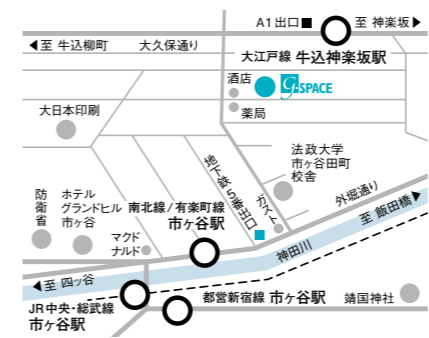 A1出口■
至 神楽坂▶
◀至 牛込柳町
大久保通り
大江戸線 牛込神楽坂駅
酒店
g-SPACE
薬局
大日本印刷
法政大学
市ヶ谷田町
校舎
地下鉄5番出口
ガスト
外堀通り
至 飯田橋▶
防衛省
ホテル
グランドヒル
市ヶ谷
南北線/有楽町線
市ヶ谷駅
マクド
ナルド
神田川
◀至 四ッ谷
JR中央・総武線
市ヶ谷駅
都営新宿線 市ヶ谷駅
靖国神社